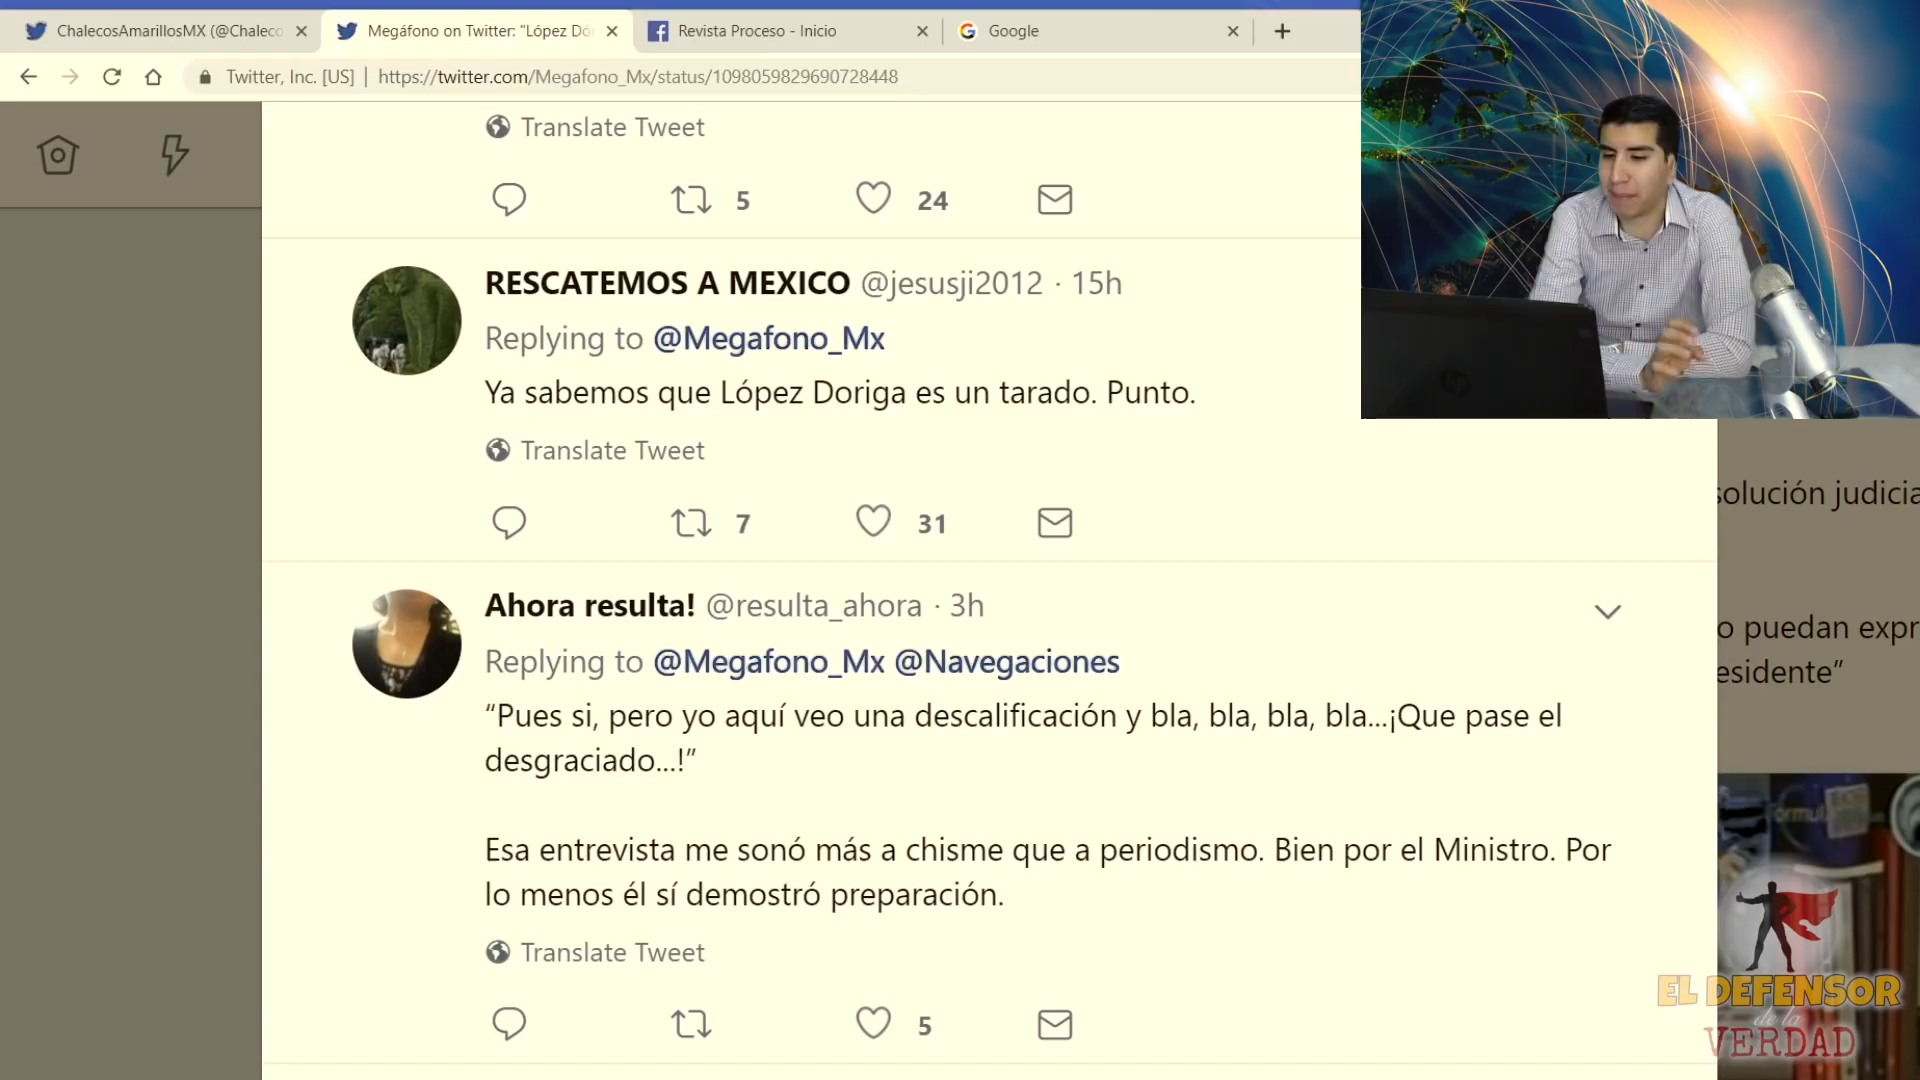 ChalecosAmarillosMX (@Chaleco
Megáfono on Twitter: "López Dó
Revista Proceso - Inicio
Google
Twitter, Inc. [US] | https://twitter.com/Megafono_Mx/status/1098059829690728448
Translate Tweet
5
24
RESCATEMOS A MEXICO @jesusji2012 · 15h
Replying to @Megafono_Mx
Ya sabemos que López Doriga es un tarado. Punto.
Translate Tweet
7
31
solución judicia
Ahora resulta! @resulta_ahora · 3h
Replying to @Megafono_Mx @Navegaciones
o puedan expr
esidente”
“Pues si, pero yo aquí veo una descalificación y bla, bla, bla, bla...¡Que pase el
desgraciado...!”
Esa entrevista me sonó más a chisme que a periodismo. Bien por el Ministro. Por
lo menos él sí demostró preparación.
Translate Tweet
5
EL DEFENSOR
de la
VERDAD